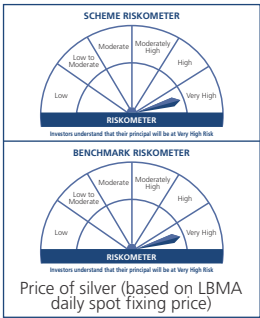 SCHEME RISKOMETER
Low
Low to
Moderate
Moderate
Moderately
High
High
Very High
RISKOMETER
Investors understand that their principal will be at Very High Risk
BENCHMARK RISKOMETER
Low
Low to
Moderate
Moderate
Moderately
High
High
Very High
RISKOMETER
Investors understand that their principal will be at Very High Risk
Price of silver (based on LBMA
daily spot fixing price)